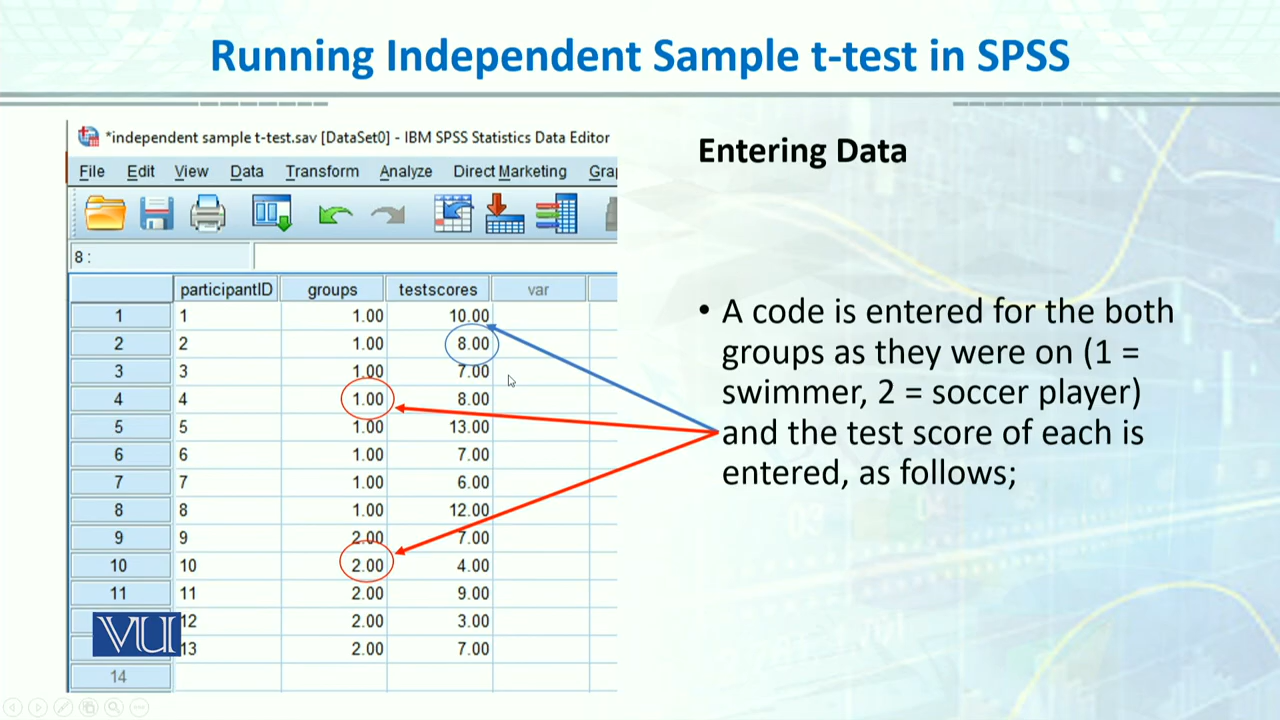 Running Independent Sample t-test in SPSS
*independent sample t-test.sav [DataSet0] - IBM SPSS Statistics Data Editor
File Edit View Data Transform Analyze Direct Marketing Gra
8 :
participantID groups testscores var
1 1 1.00 10.00
2 2 1.00 8.00
3 3 1.00 7.00
4 4 1.00 8.00
5 5 1.00 13.00
6 6 1.00 7.00
7 7 1.00 6.00
8 8 1.00 12.00
9 9 2.00 7.00
10 10 2.00 4.00
11 11 2.00 9.00
12 2.00 3.00
13 2.00 7.00
14
VU
Entering Data
• A code is entered for the both
groups as they were on (1 =
swimmer, 2 = soccer player)
and the test score of each is
entered, as follows;